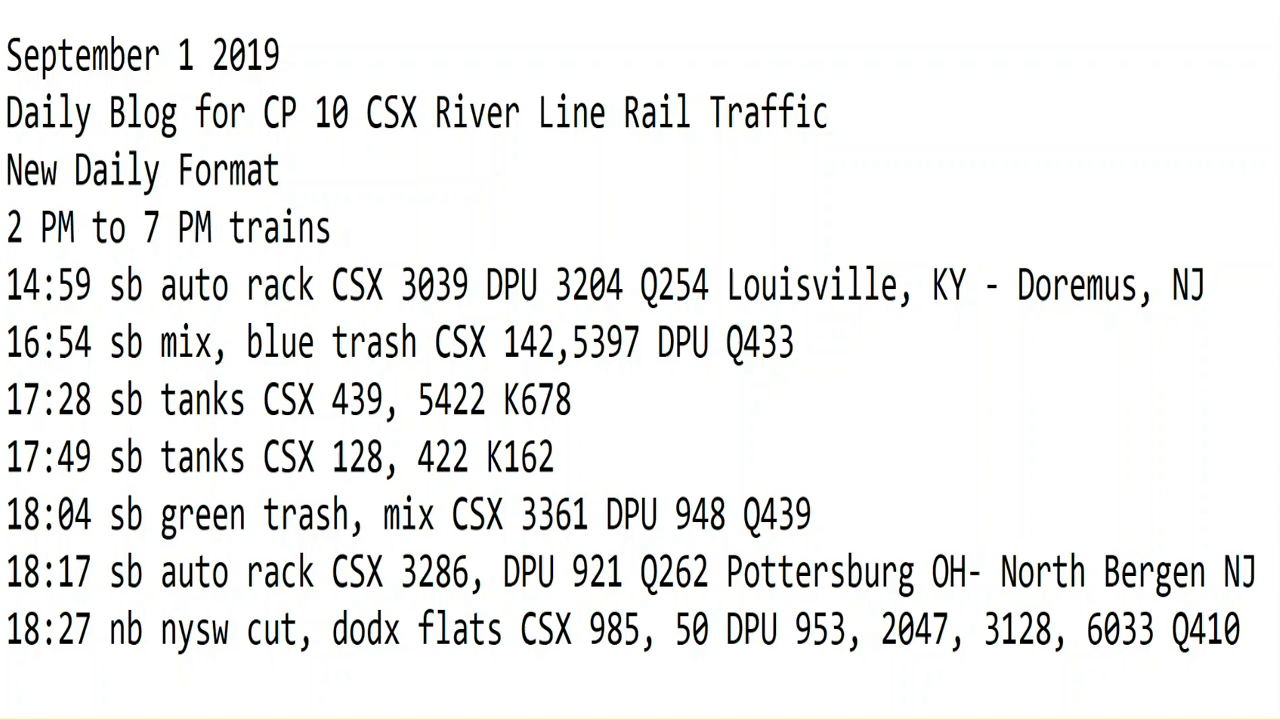 September 1 2019
Daily Blog for CP 10 CSX River Line Rail Traffic
New Daily Format
2 PM to 7 PM trains
14:59 sb auto rack CSX 3039 DPU 3204 Q254 Louisville, KY - Doremus, NJ
16:54 sb mix, blue trash CSX 142,5397 DPU Q433
17:28 sb tanks CSX 439, 5422 K678
17:49 sb tanks CSX 128, 422 K162
18:04 sb green trash, mix CSX 3361 DPU 948 Q439
18:17 sb auto rack CSX 3286, DPU 921 Q262 Pottersburg OH- North Bergen NJ
18:27 nb nysw cut, dodx flats CSX 985, 50 DPU 953, 2047, 3128, 6033 Q410